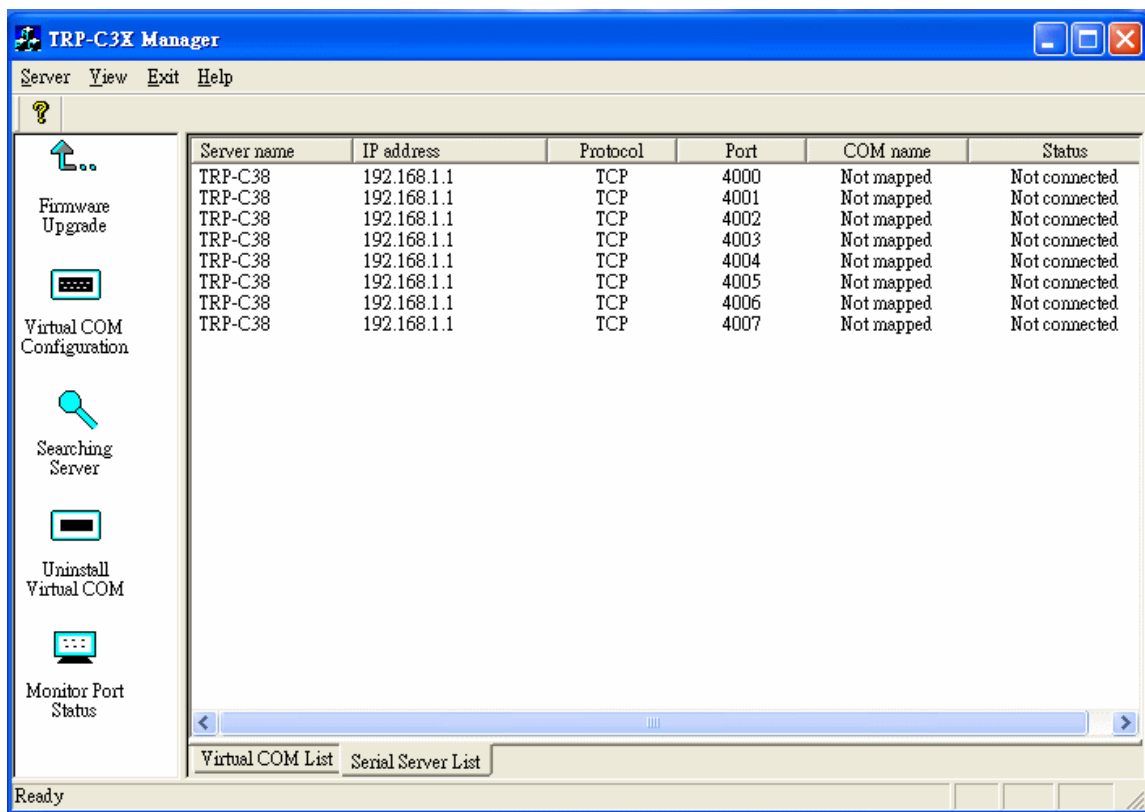 TRP-C3X Manager
Server View Exit Help
Firmware
Upgrade
Virtual COM
Configuration
Searching
Server
Uninstall
Virtual COM
Monitor Port
Status
Server name IP address Protocol Port COM name Status
TRP-C38 192.168.1.1 TCP 4000 Not mapped Not connected
TRP-C38 192.168.1.1 TCP 4001 Not mapped Not connected
TRP-C38 192.168.1.1 TCP 4002 Not mapped Not connected
TRP-C38 192.168.1.1 TCP 4003 Not mapped Not connected
TRP-C38 192.168.1.1 TCP 4004 Not mapped Not connected
TRP-C38 192.168.1.1 TCP 4005 Not mapped Not connected
TRP-C38 192.168.1.1 TCP 4006 Not mapped Not connected
TRP-C38 192.168.1.1 TCP 4007 Not mapped Not connected
Virtual COM List Serial Server List
Ready